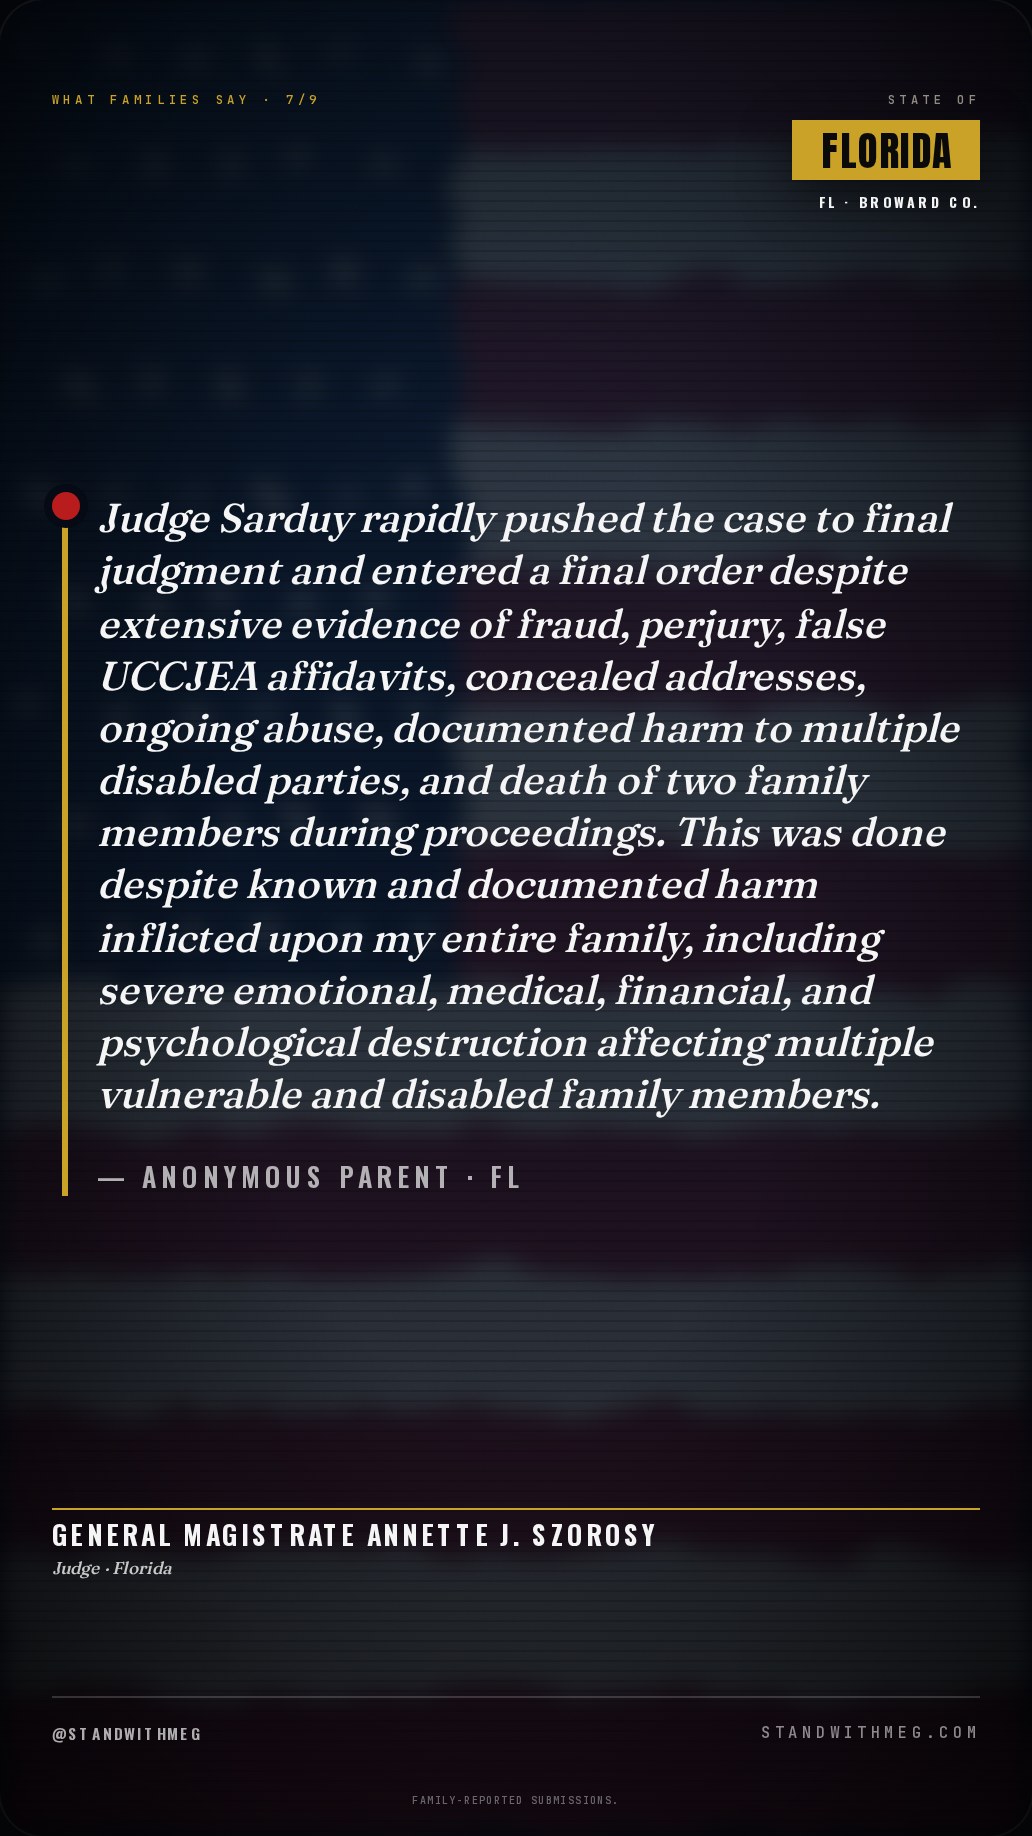 WHAT FAMILIES SAY · 7/9
STATE OF
FLORIDA
FL · BROWARD CO.
Judge Sarduy rapidly pushed the case to final
judgment and entered a final order despite
extensive evidence of fraud, perjury, false
UCCJEA affidavits, concealed addresses,
ongoing abuse, documented harm to multiple
disabled parties, and death of two family
members during proceedings. This was done
despite known and documented harm
inflicted upon my entire family, including
severe emotional, medical, financial, and
psychological destruction affecting multiple
vulnerable and disabled family members.
— ANONYMOUS PARENT · FL
GENERAL MAGISTRATE ANNETTE J. SZOROSY
Judge · Florida
@STANDWITHMEG
STANDWITHMEG.COM
FAMILY-REPORTED SUBMISSIONS.